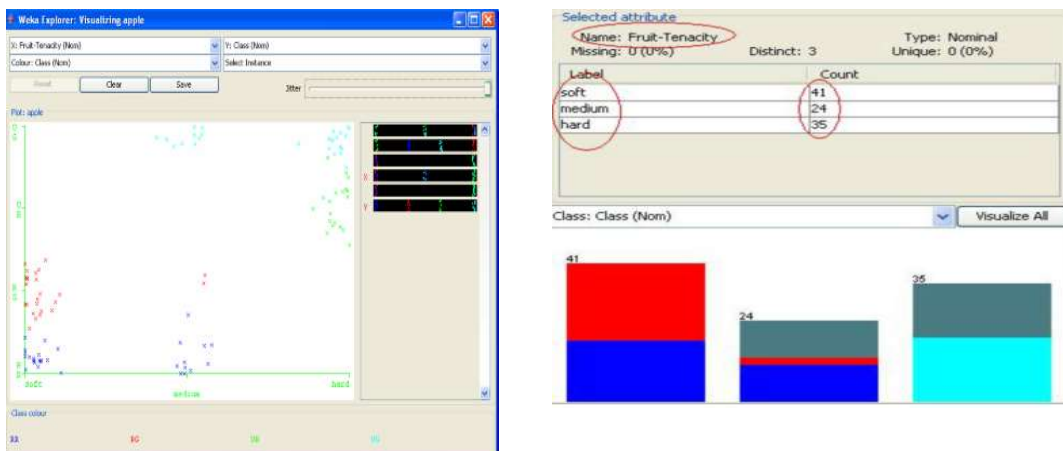 Weka Explorer: Visualizing apple
X: Fruit-Tenacity (Nom)
Y: Class (Nom)
Colour: Class (Nom)
Select Instance
Reset
Clear
Save
Jitter
Plot: apple
X
Y
soft
medium
hard
Class colour
Selected attribute
Name: Fruit-Tenacity
Type: Nominal
Missing: 0 (0%)
Distinct: 3
Unique: 0 (0%)
Label
Count
soft
41
medium
24
hard
35
Class: Class (Nom)
Visualize All
41
24
35